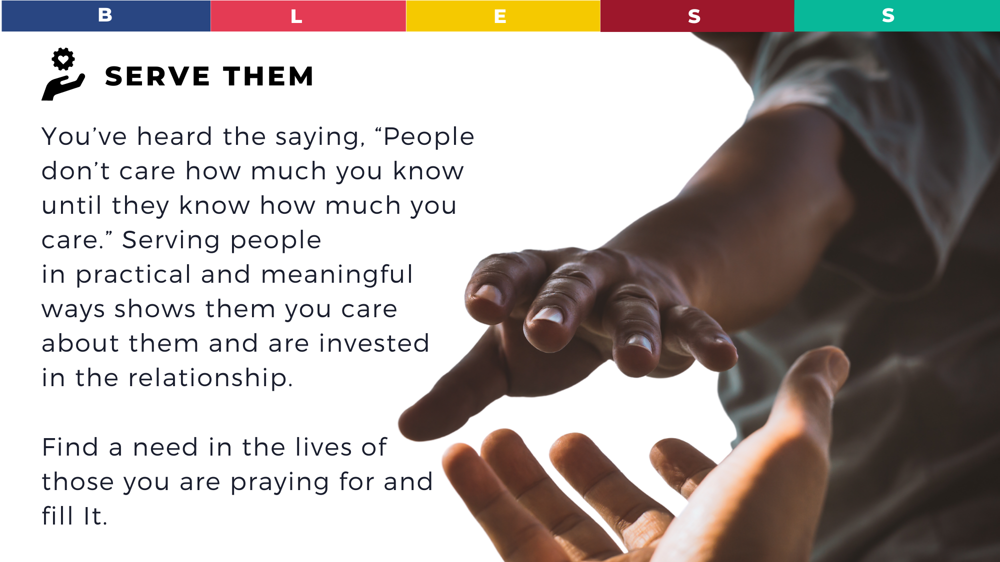 B L E S S
SERVE THEM
You’ve heard the saying, “People
don’t care how much you know
until they know how much you
care.” Serving people
in practical and meaningful
ways shows them you care
about them and are invested
in the relationship.
Find a need in the lives of
those you are praying for and
fill It.